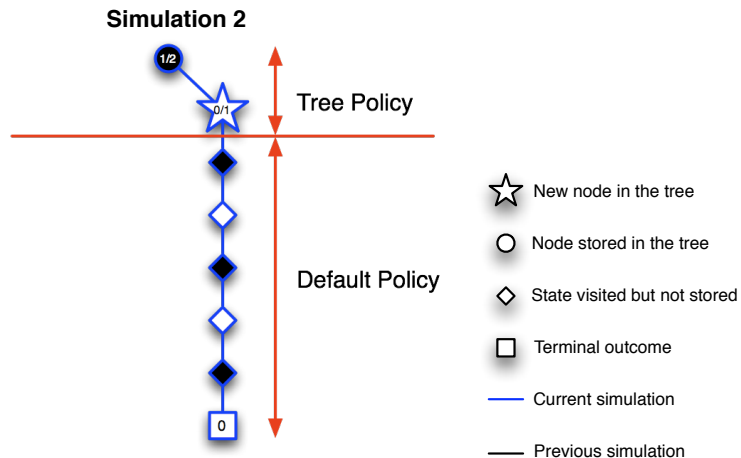 Simulation 2
1/2
0/1
Tree Policy
Default Policy
0
New node in the tree
Node stored in the tree
State visited but not stored
Terminal outcome
Current simulation
Previous simulation